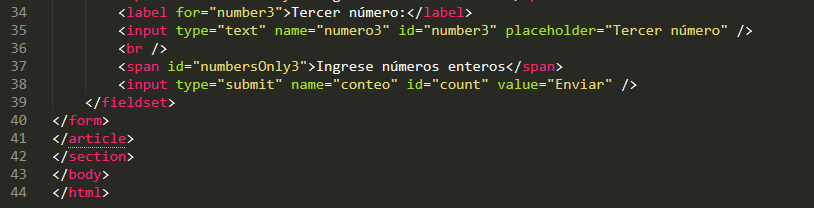 34 <label for="number3">Tercer número:</label>
35 <input type="text" name="numero3" id="number3" placeholder="Tercer número" />
36 <br />
37 <span id="numbersOnly3">Ingrese números enteros</span>
38 <input type="submit" name="conteo" id="count" value="Enviar" />
39 </fieldset>
40 </form>
41 </article>
42 </section>
43 </body>
44 </html>